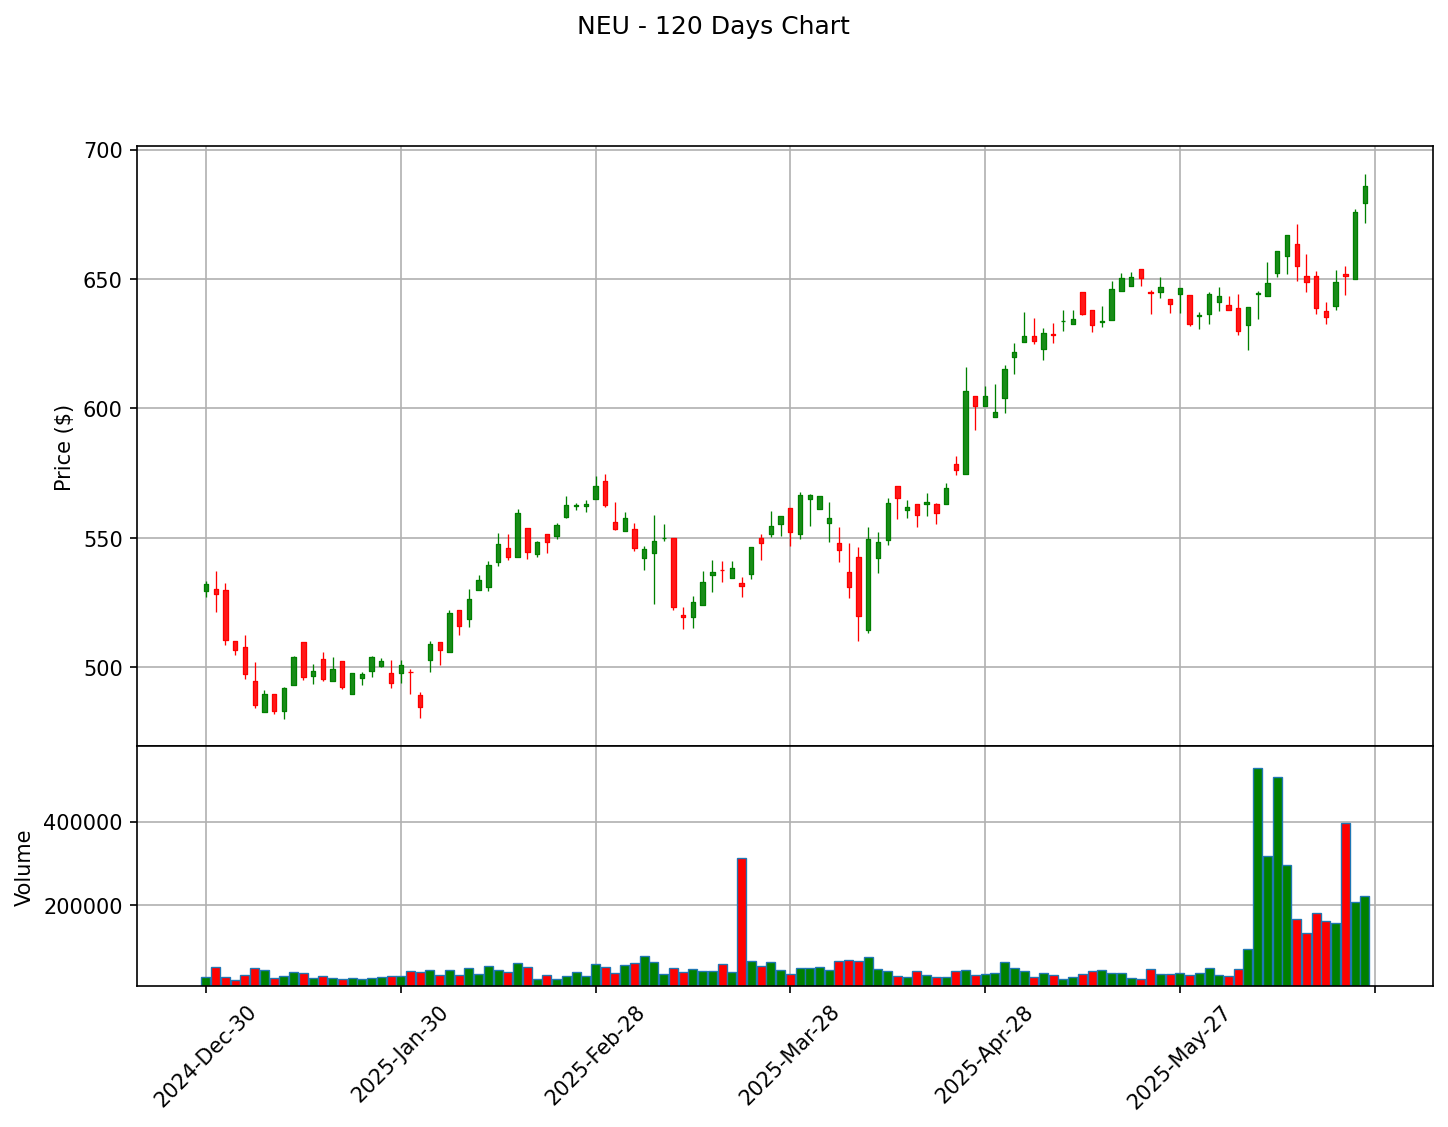 NEU - 120 Days Chart
700
650
600
550
500
Price ($)
400000
200000
Volume
2024-Dec-30
2025-Jan-30
2025-Feb-28
2025-Mar-28
2025-Apr-28
2025-May-27